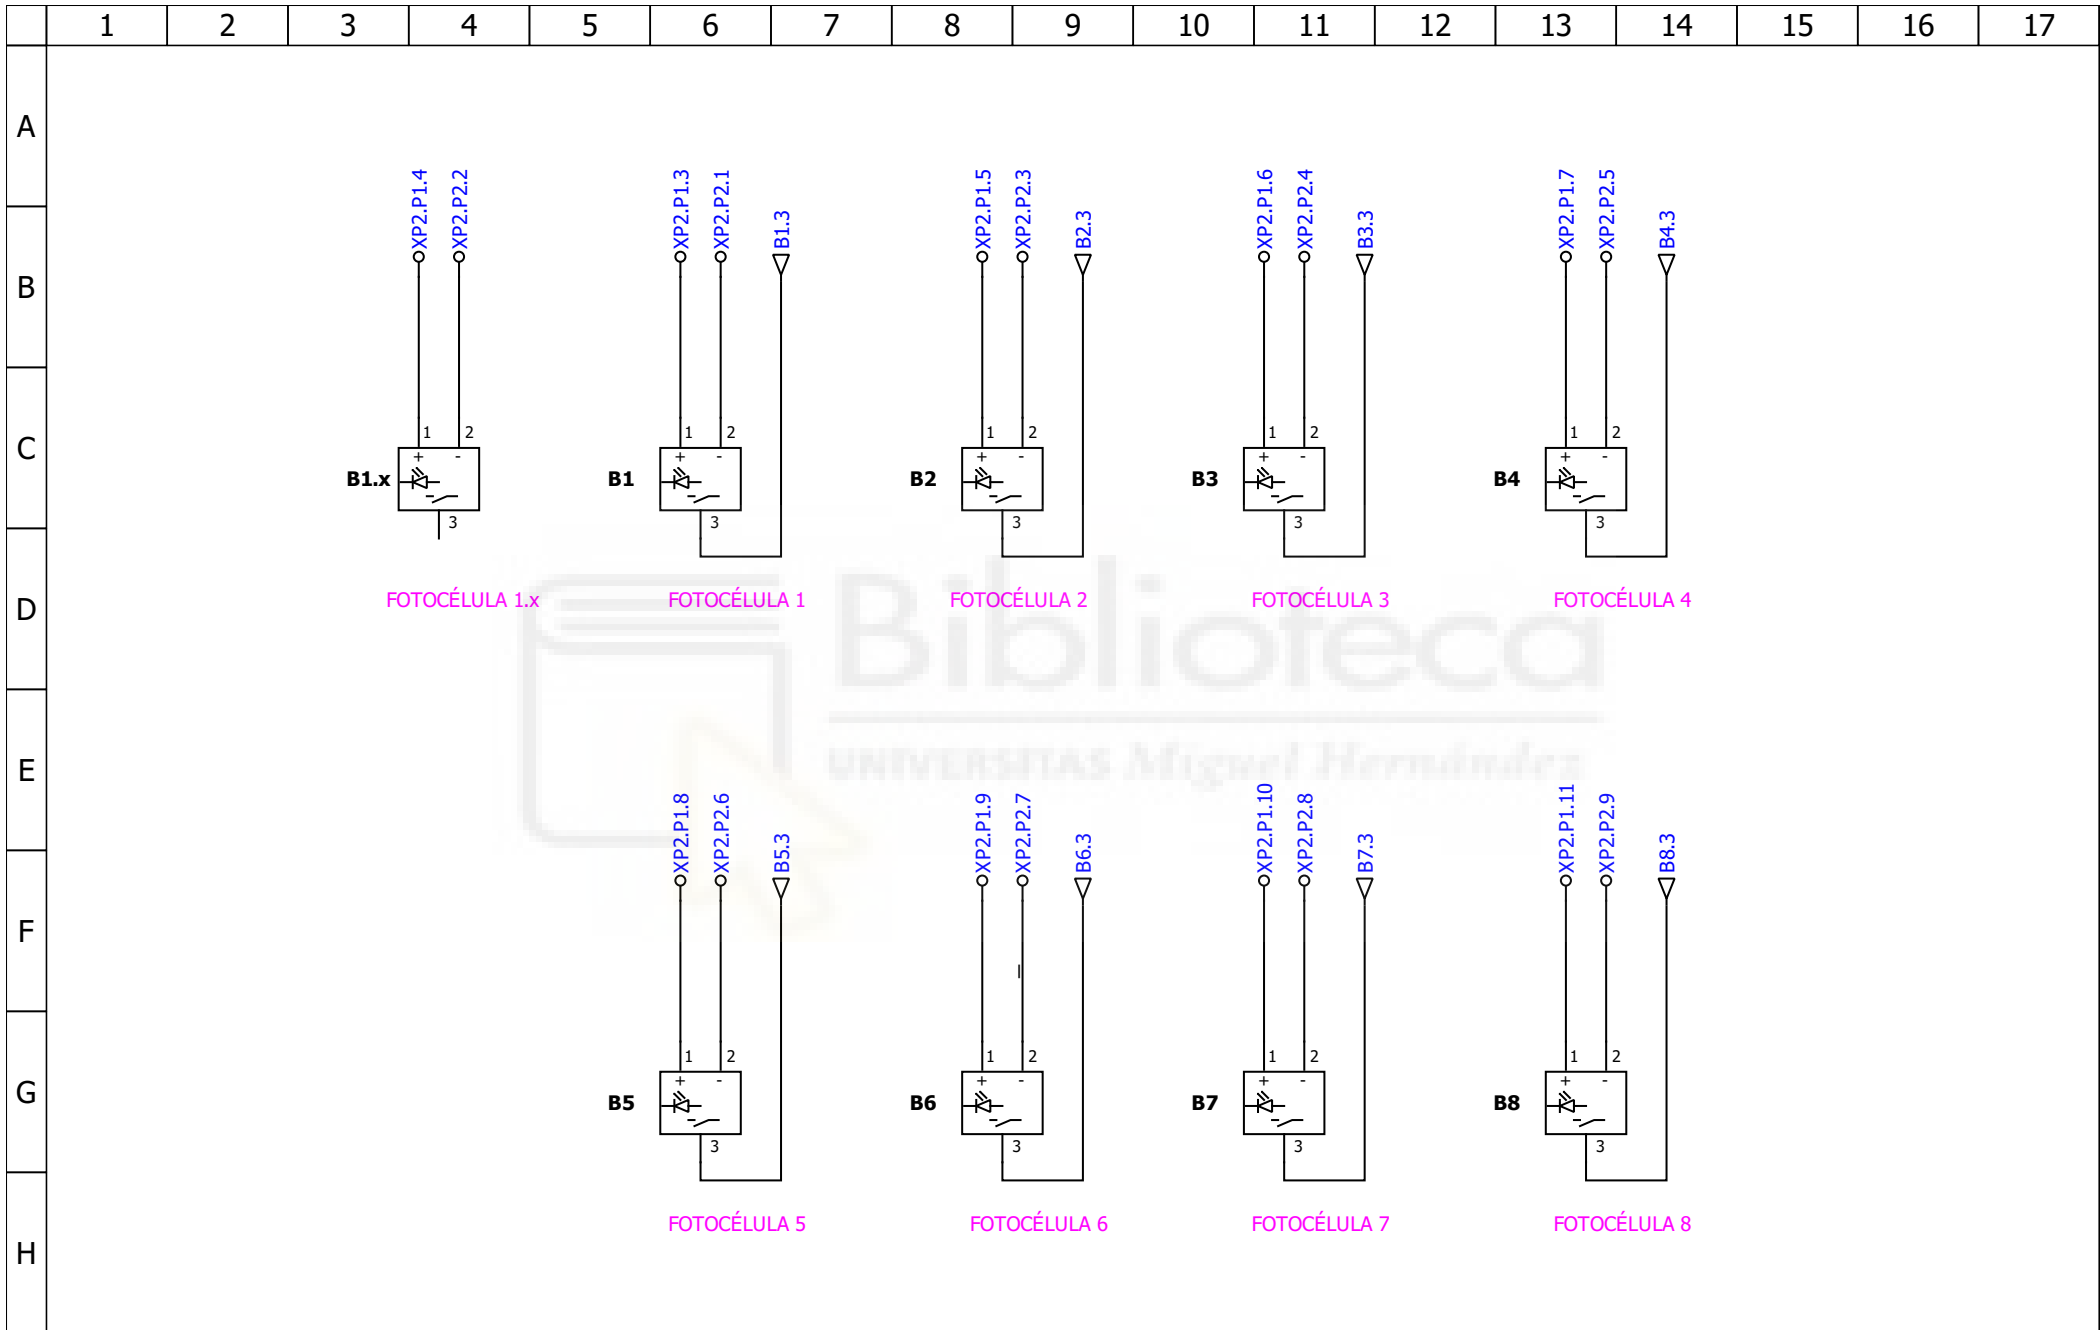 1 2 3 4 5 6 7 8 9 10 11 12 13 14 15 16 17
A
XP2.P1.4 XP2.P2.2 XP2.P1.3 XP2.P2.1 B1.3 XP2.P1.5 XP2.P2.3 B2.3 XP2.P1.6 XP2.P2.4 B3.3 XP2.P1.7 XP2.P2.5 B4.3
B
1 2 1 2 1 2 1 2 1 2
C
+ - + - + - + - + -
B1.x B1 B2 B3 B4
3 3 3 3 3
FOTOCÉLULA 1.x FOTOCÉLULA 1 FOTOCÉLULA 2 FOTOCÉLULA 3 FOTOCÉLULA 4
D
Biblioteca
UNIVERSITAS Miguel Hernández
E
XP2.P1.8 XP2.P2.6 B5.3 XP2.P1.9 XP2.P2.7 B6.3 XP2.P1.10 XP2.P2.8 B7.3 XP2.P1.11 XP2.P2.9 B8.3
F
1 2 1 2 1 2 1 2
+ - + - + - + -
G
B5 B6 B7 B8
3 3 3 3
FOTOCÉLULA 5 FOTOCÉLULA 6 FOTOCÉLULA 7 FOTOCÉLULA 8
H